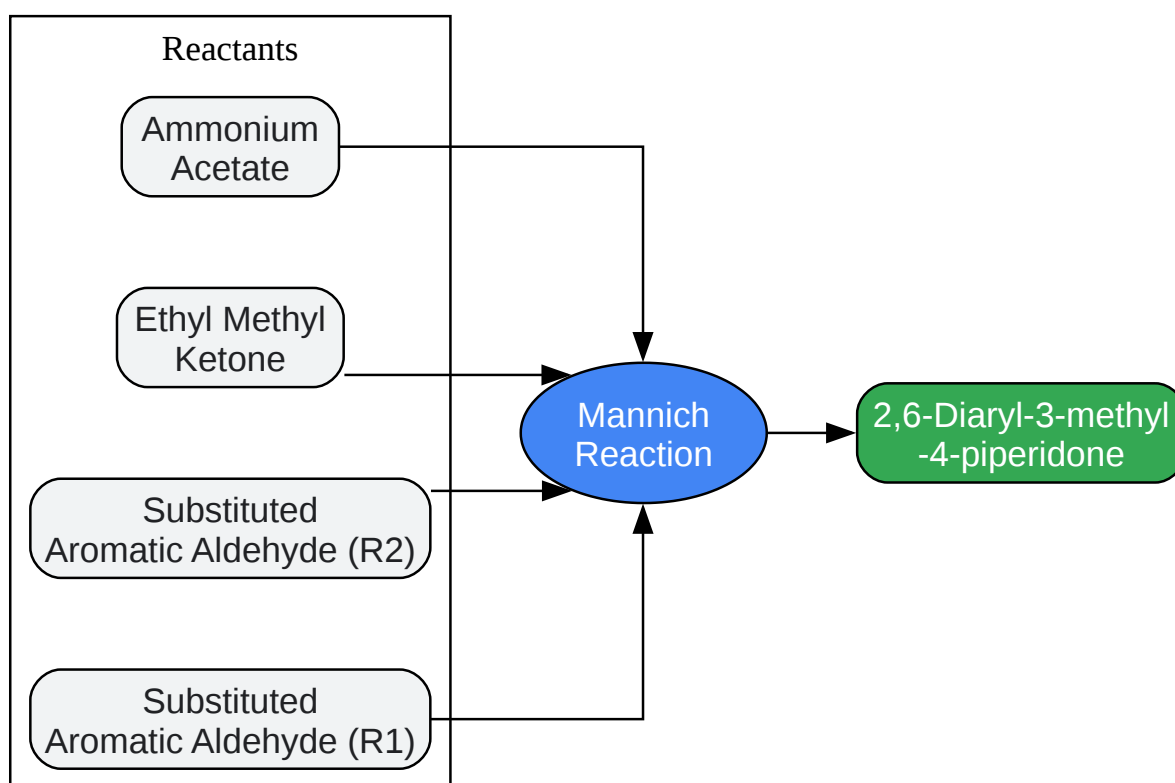 Reactants
Ammonium
Acetate
Ethyl Methyl
Ketone
Substituted
Aromatic Aldehyde (R2)
Substituted
Aromatic Aldehyde (R1)
Mannich
Reaction
2,6-Diaryl-3-methyl
-4-piperidone